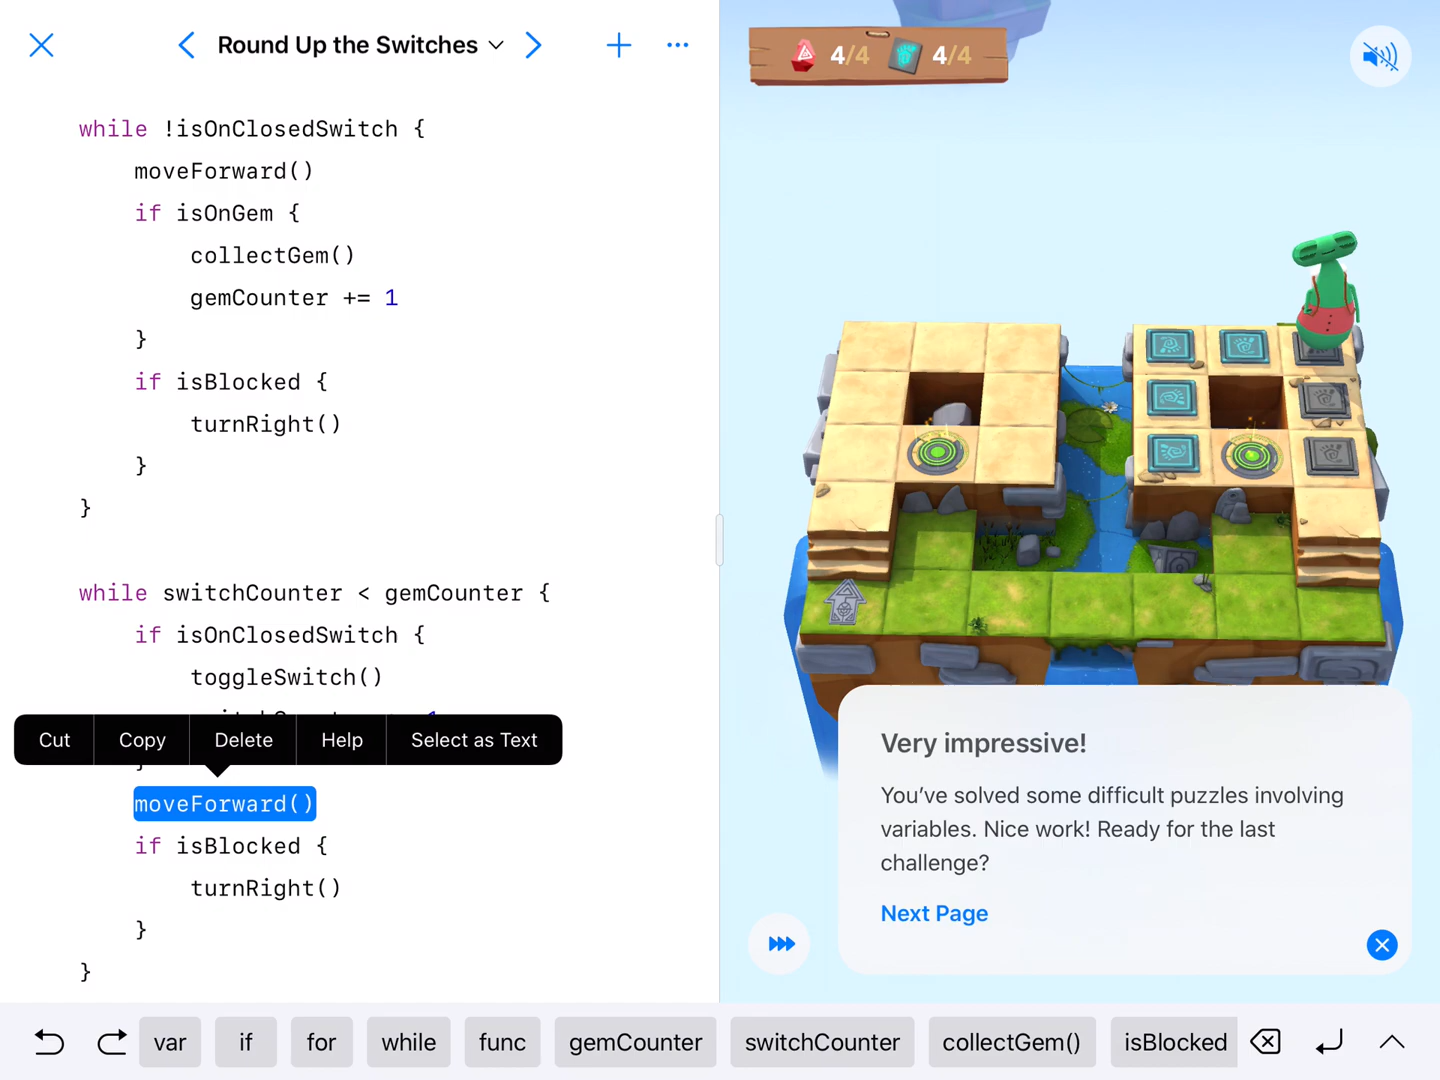 Round Up the Switches
while !isOnClosedSwitch {
moveForward()
if isOnGem {
collectGem()
gemCounter += 1
}
if isBlocked {
turnRight()
}
}
while switchCounter < gemCounter {
if isOnClosedSwitch {
toggleSwitch()
Cut Copy Delete Help Select as Text
}
moveForward()
if isBlocked {
turnRight()
}
}
4/4 4/4
Very impressive!
You’ve solved some difficult puzzles involving
variables. Nice work! Ready for the last
challenge?
Next Page
var if for while func gemCounter switchCounter collectGem() isBlocked